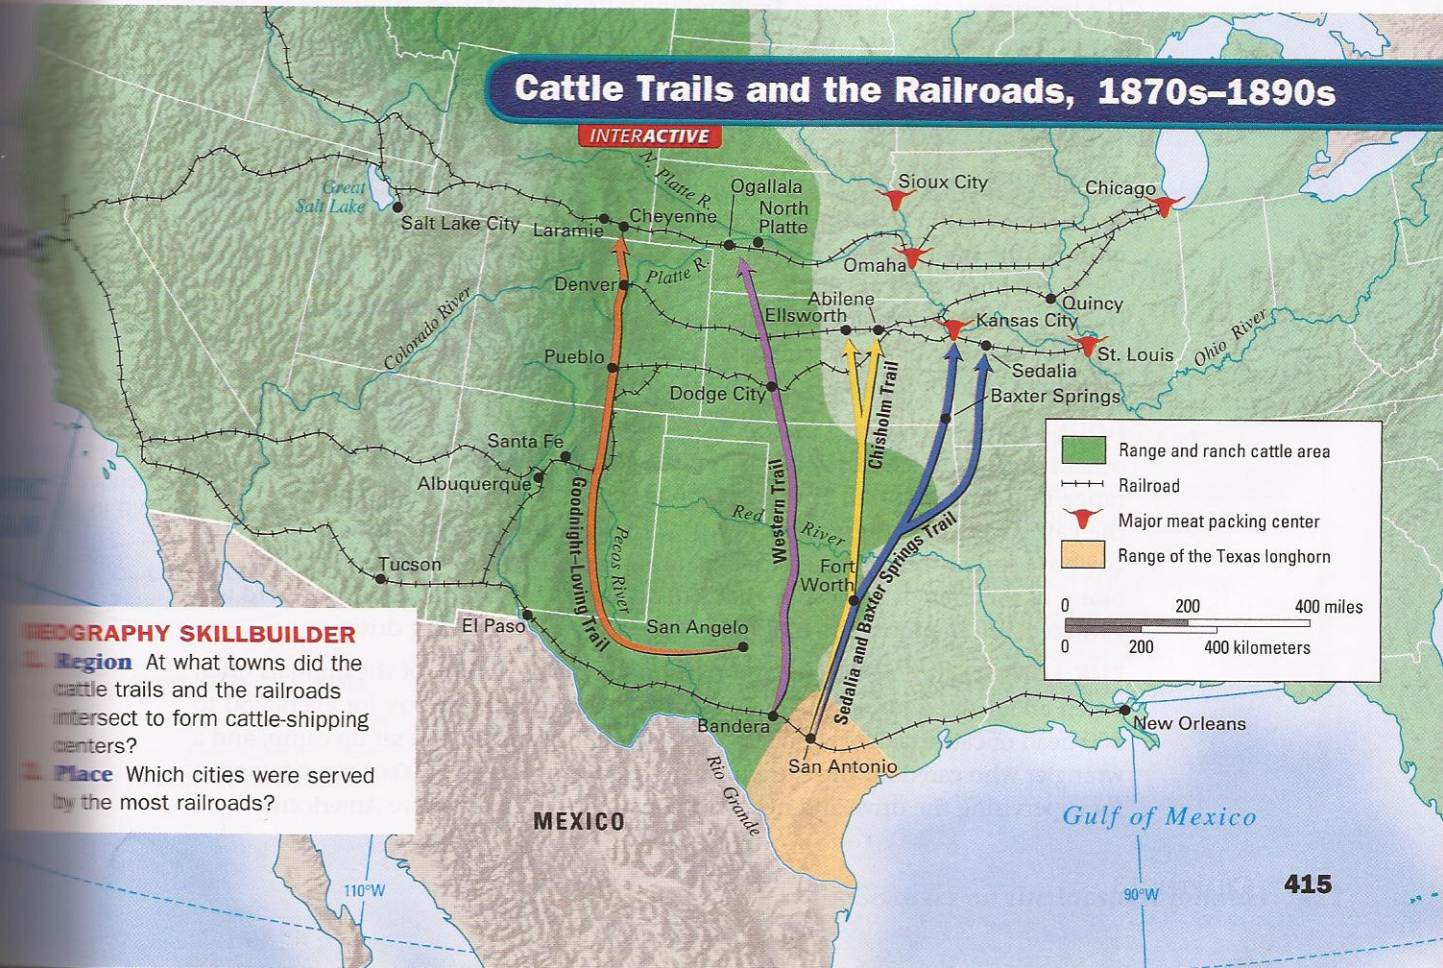 Cattle Trails and the Railroads, 1870s–1890s
INTERACTIVE
N. Platte R.
Ogallala
North
Platte
Sioux City
Chicago
Great
Salt Lake
Salt Lake City
Laramie
Cheyenne
Omaha
Platte R.
Denver
Abilene
Ellsworth
Quincy
Kansas City
Colorado River
Ohio River
Pueblo
St. Louis
Sedalia
Dodge City
Baxter Springs
Chisholm Trail
Santa Fe
Albuquerque
Goodnight–Loving Trail
Pecos River
Western Trail
Red River
Sedalia and Baxter Springs Trail
Fort
Worth
Tucson
El Paso
San Angelo
Bandera
San Antonio
New Orleans
Rio Grande
MEXICO
Gulf of Mexico
110°W
90°W
Range and ranch cattle area
Railroad
Major meat packing center
Range of the Texas longhorn
0 200 400 miles
0 200 400 kilometers
GEOGRAPHY SKILLBUILDER
1. Region At what towns did the
cattle trails and the railroads
intersect to form cattle-shipping
centers?
2. Place Which cities were served
by the most railroads?
415